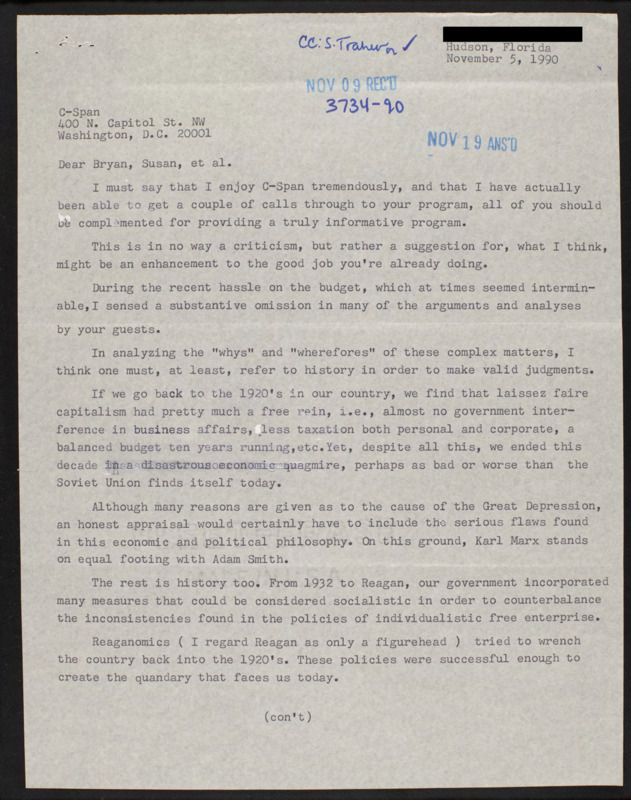 CC: S. Traher
Hudson, Florida
November 5, 1990
NOV 09 REC'D
3734-90
C-Span
400 N. Capitol St. NW
Washington, D.C. 20001
NOV 19 ANS'D
Dear Bryan, Susan, et al.
I must say that I enjoy C-Span tremendously, and that I have actually
been able to get a couple of calls through to your program, all of you should
be complemented for providing a truly informative program.
This is in no way a criticism, but rather a suggestion for, what I think,
might be an enhancement to the good job you're already doing.
During the recent hassle on the budget, which at times seemed intermin-
able,I sensed a substantive omission in many of the arguments and analyses
by your guests.
In analyzing the "whys" and "wherefores" of these complex matters, I
think one must, at least, refer to history in order to make valid judgments.
If we go back to the 1920's in our country, we find that laissez faire
capitalism had pretty much a free rein, i.e., almost no government inter-
ference in business affairs, less taxation both personal and corporate, a
balanced budget ten years running,etc.Yet, despite all this, we ended this
decade in a disastrous economic quagmire, perhaps as bad or worse than the
Soviet Union finds itself today.
Although many reasons are given as to the cause of the Great Depression,
an honest appraisal would certainly have to include the serious flaws found
in this economic and political philosophy. On this ground, Karl Marx stands
on equal footing with Adam Smith.
The rest is history too. From 1932 to Reagan, our government incorporated
many measures that could be considered socialistic in order to counterbalance
the inconsistencies found in the policies of individualistic free enterprise.
Reaganomics ( I regard Reagan as only a figurehead ) tried to wrench
the country back into the 1920's. These policies were successful enough to
create the quandary that faces us today.
(con't)